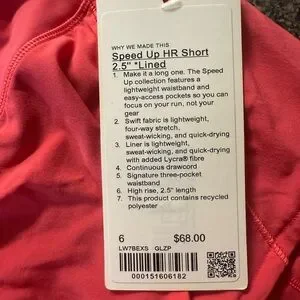 WHY WE MADE THIS
Speed Up HR Short
2.5" *Lined
1. Make it a long one. The Speed
Up collection features a
lightweight waistband and
easy-access pockets so you can
focus on your run, not your
gear
2. Swift fabric is lightweight,
four-way stretch,
sweat-wicking, and quick-drying
3. Liner is lightweight,
sweat-wicking, and quick-drying
with added Lycra® fibre
4. Continuous drawcord
5. Signature three-pocket
waistband
6. High rise, 2.5" length
7. This product contains recycled
polyester
6 $68.00
LW7BEXS GLZP
000151606182